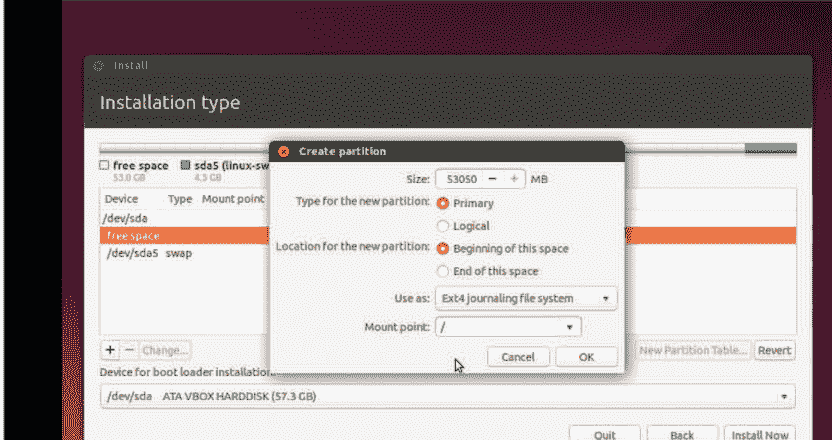 Install
Installation type
Create partition
free space
sda5 (linux-sw
53.0 GB
4.3 GB
Device Type Mount point
/dev/sda
free space
/dev/sda5 swap
Size: 53050 − + MB
Type for the new partition: Primary
Logical
Location for the new partition: Beginning of this space
End of this space
Use as: Ext4 journaling file system
Mount point: /
Cancel OK
+ − Change... New Partition Table... Revert
Device for boot loader installation:
/dev/sda ATA VBOX HARDDISK (57.3 GB)
Quit Back Install Now